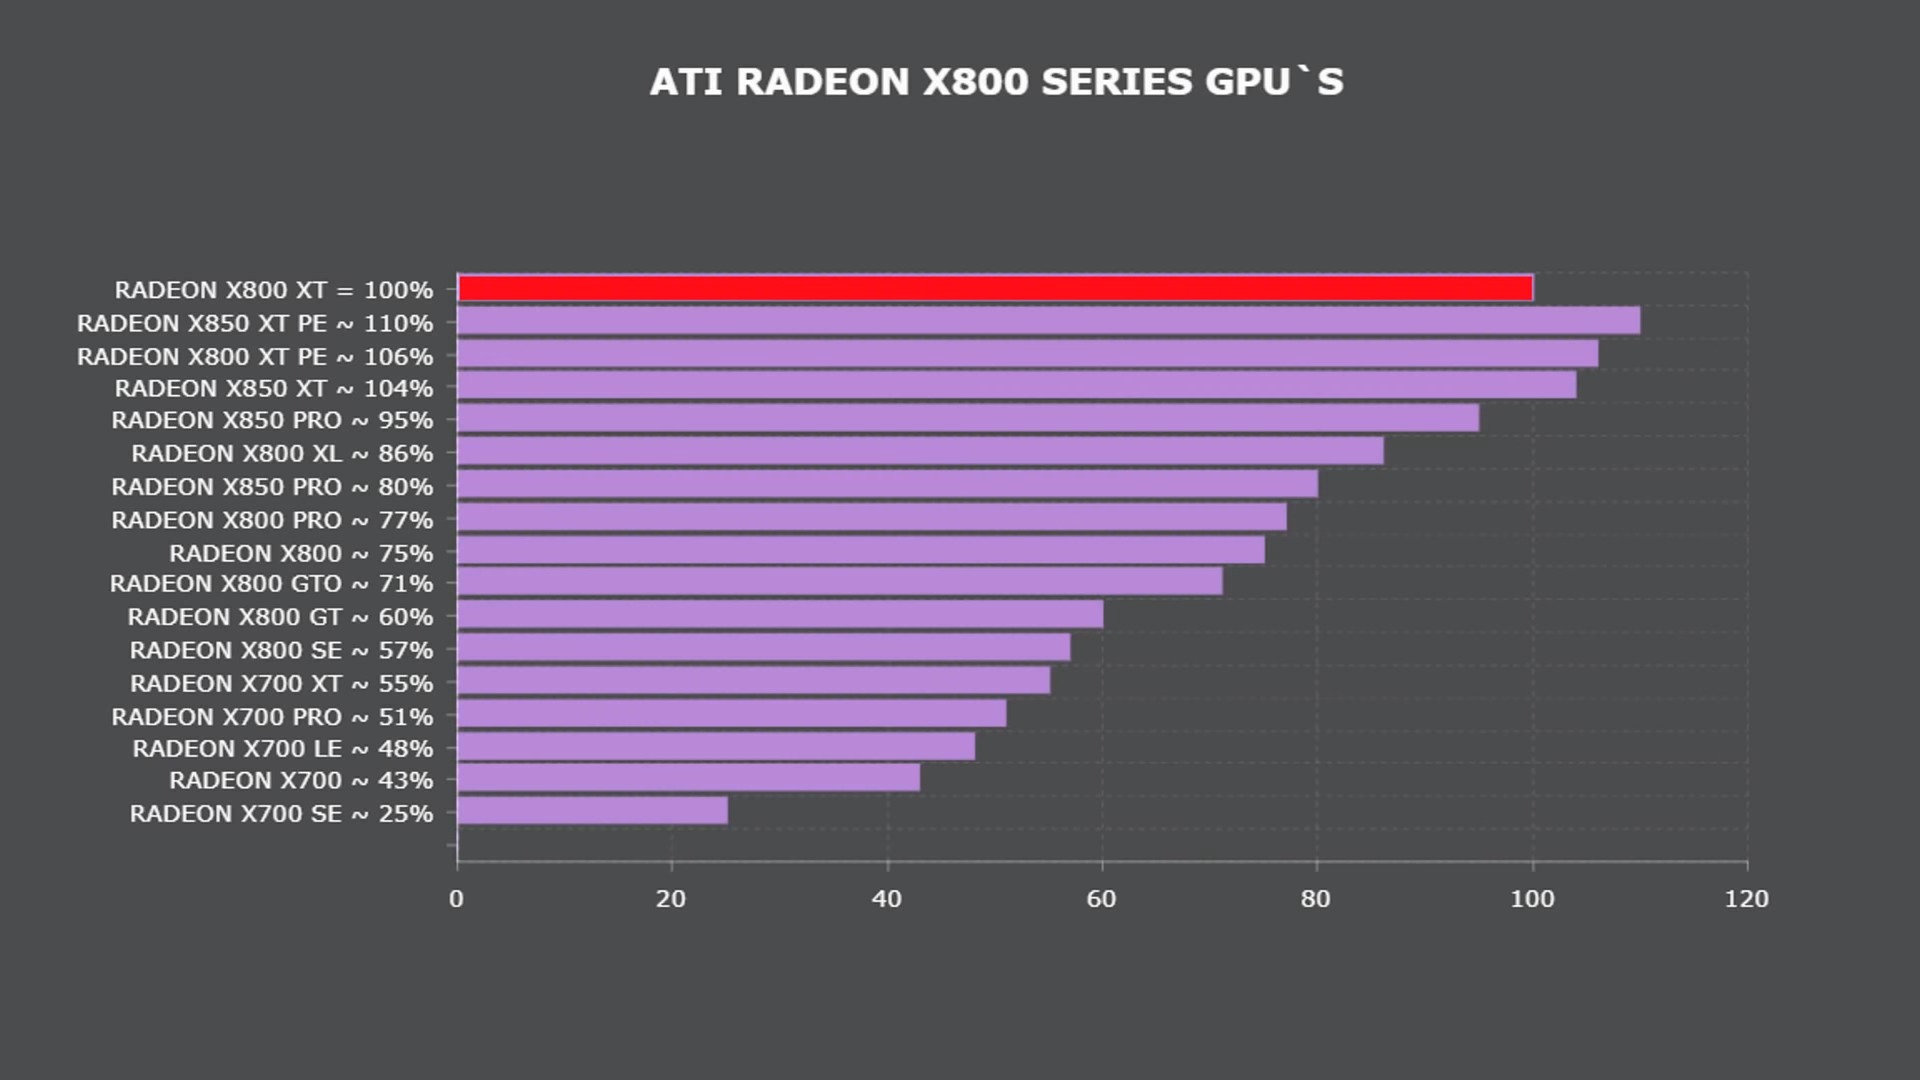 ATI RADEON X800 SERIES GPU`S
RADEON X800 XT = 100%
RADEON X850 XT PE ~ 110%
RADEON X800 XT PE ~ 106%
RADEON X850 XT ~ 104%
RADEON X850 PRO ~ 95%
RADEON X800 XL ~ 86%
RADEON X850 PRO ~ 80%
RADEON X800 PRO ~ 77%
RADEON X800 ~ 75%
RADEON X800 GTO ~ 71%
RADEON X800 GT ~ 60%
RADEON X800 SE ~ 57%
RADEON X700 XT ~ 55%
RADEON X700 PRO ~ 51%
RADEON X700 LE ~ 48%
RADEON X700 ~ 43%
RADEON X700 SE ~ 25%
0 20 40 60 80 100 120